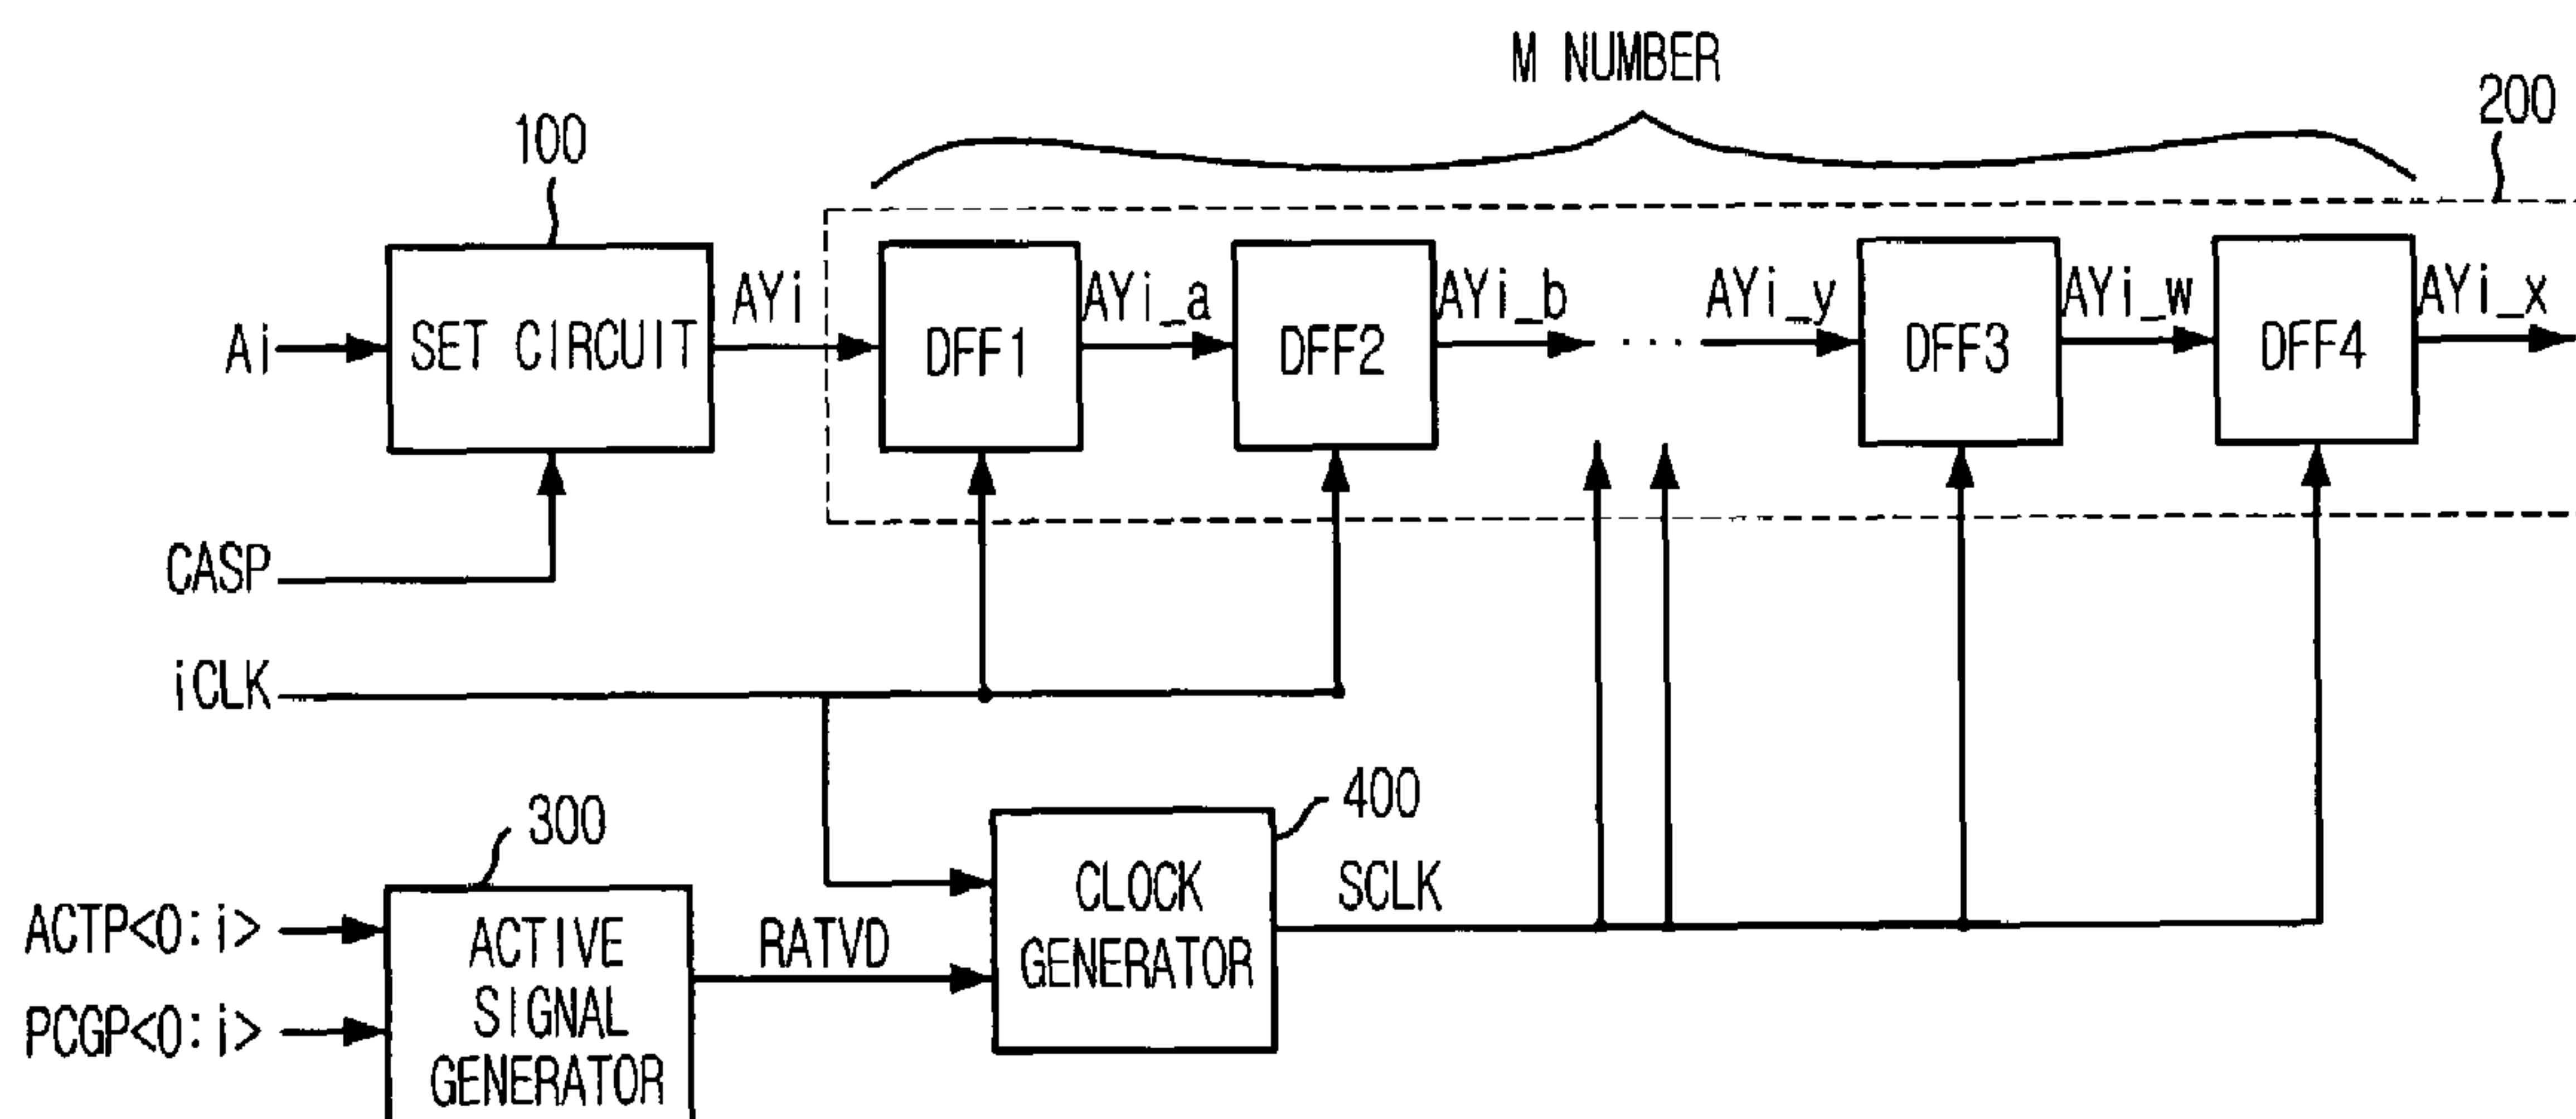 M NUMBER
100
200
Ai
SET CIRCUIT
AYi
DFF1
AYi_a
DFF2
AYi_b
...
AYi_y
DFF3
AYi_w
DFF4
AYi_x
CASP
iCLK
300
400
ACTP<0:i>
PCGP<0:i>
ACTIVE
SIGNAL
GENERATOR
RATVD
CLOCK
GENERATOR
SCLK